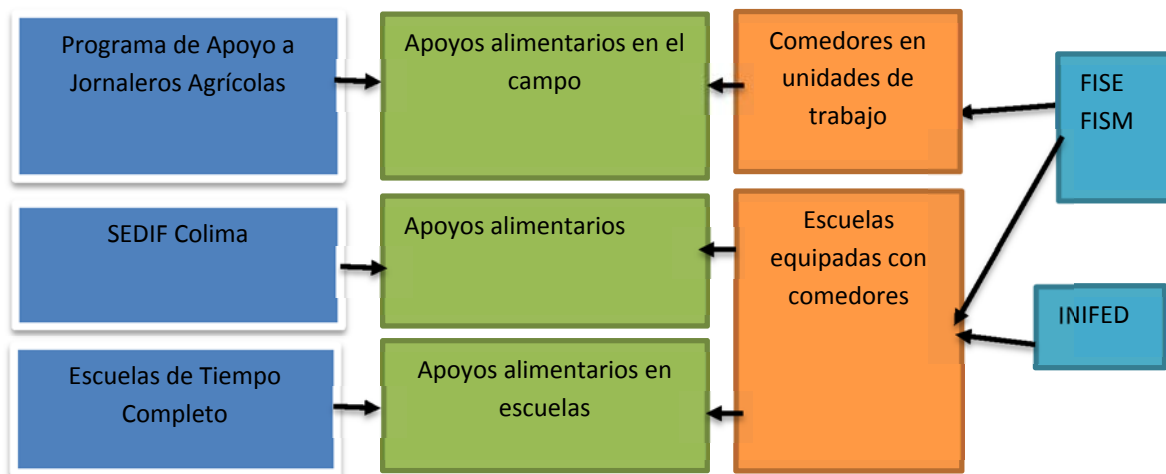 Programa de Apoyo a
Jornaleros Agrícolas
Apoyos alimentarios en el
campo
Comedores en
unidades de
trabajo
FISE
FISM
SEDIF Colima
Apoyos alimentarios
Escuelas
equipadas con
comedores
INIFED
Escuelas de Tiempo
Completo
Apoyos alimentarios en
escuelas